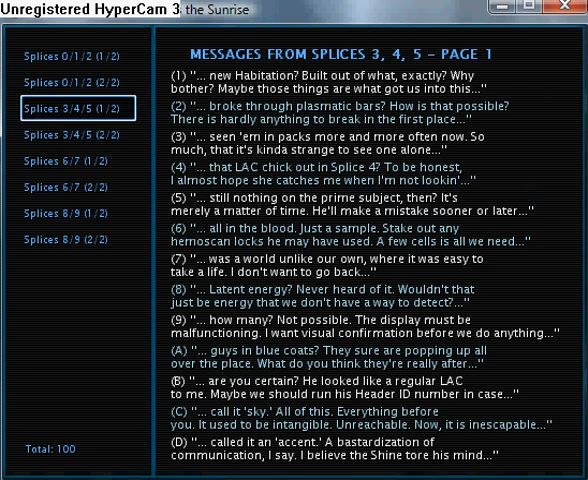 Unregistered HyperCam 3 the Sunrise
Splices 0/1/2 (1/2)
Splices 0/1/2 (2/2)
Splices 3/4/5 (1/2)
Splices 3/4/5 (2/2)
Splices 6/7 (1/2)
Splices 6/7 (2/2)
Splices 8/9 (1/2)
Splices 8/9 (2/2)
Total: 100
MESSAGES FROM SPLICES 3, 4, 5 - PAGE 1
(1) "... new Habitation? Built out of what, exactly? Why
bother? Maybe those things are what got us into this..."
(2) "... broke through plasmatic bars? How is that possible?
There is hardly anything to break in the first place..."
(3) "... seen 'em in packs more and more often now. So
much, that it's kinda strange to see one alone..."
(4) "... that LAC chick out in Splice 4? To be honest,
I almost hope she catches me when I'm not lookin'..."
(5) "... still nothing on the prime subject, then? It's
merely a matter of time. He'll make a mistake sooner or later..."
(6) "... all in the blood. Just a sample. Stake out any
hemoscan locks he may have used. A few cells is all we need..."
(7) "... was a world unlike our own, where it was easy to
take a life. I don't want to go back..."
(8) "... Latent energy? Never heard of it. Wouldn't that
just be energy that we don't have a way to detect?..."
(9) "... how many? Not possible. The display must be
malfunctioning. I want visual confirmation before we do anything..."
(A) "... guys in blue coats? They sure are popping up all
over the place. What do you think they're really after..."
(B) "... are you certain? He looked like a regular LAC
to me. Maybe we should run his Header ID number in case..."
(C) "... call it 'sky.' All of this. Everything before
you. It used to be intangible. Unreachable. Now, it is inescapable..."
(D) "... called it an 'accent.' A bastardization of
communication, I say. I believe the Shine tore his mind..."